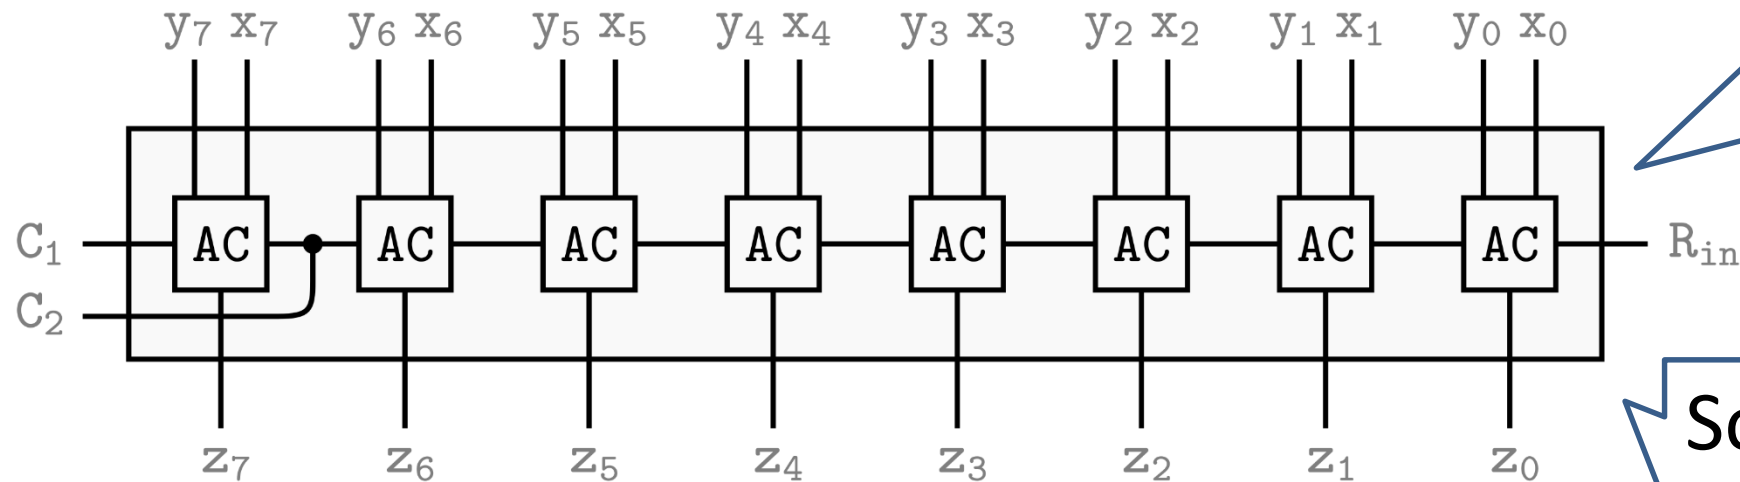 y₇ x₇ y₆ x₆ y₅ x₅ y₄ x₄ y₃ x₃ y₂ x₂ y₁ x₁ y₀ x₀
C₁ AC AC AC AC AC AC AC AC Rᵢₙ
C₂
z₇ z₆ z₅ z₄ z₃ z₂ z₁ z₀